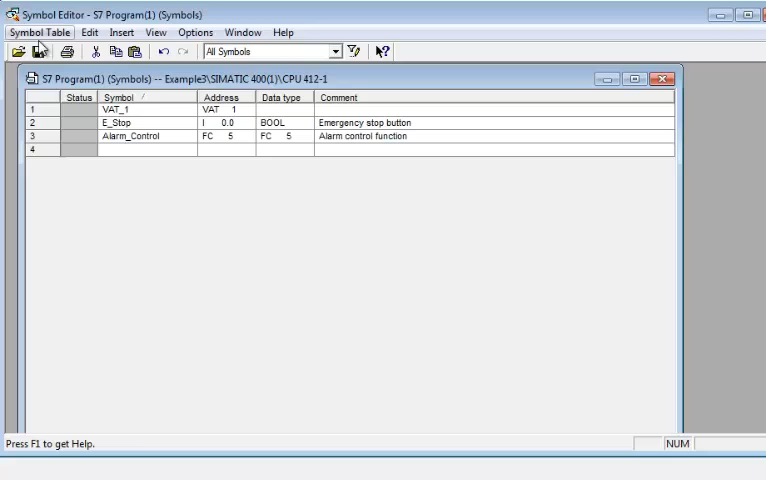 Symbol Editor - S7 Program(1) (Symbols)
Symbol Table Edit Insert View Options Window Help
All Symbols
S7 Program(1) (Symbols) -- Example3\SIMATIC 400(1)\CPU 412-1
Status Symbol / Address Data type Comment
1 VAT_1 VAT 1
2 E_Stop I 0.0 BOOL Emergency stop button
3 Alarm_Control FC 5 FC 5 Alarm control function
4
Press F1 to get Help. NUM